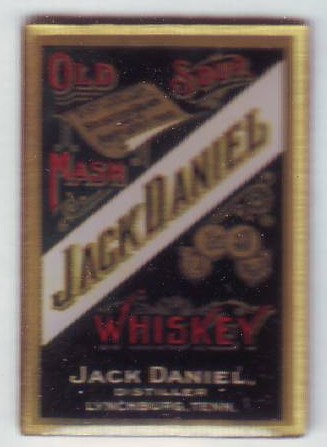 OLD SOUR
MASH
JACK DANIEL
WHISKEY
JACK DANIEL.
DISTILLER
LYNCHBURG, TENN.